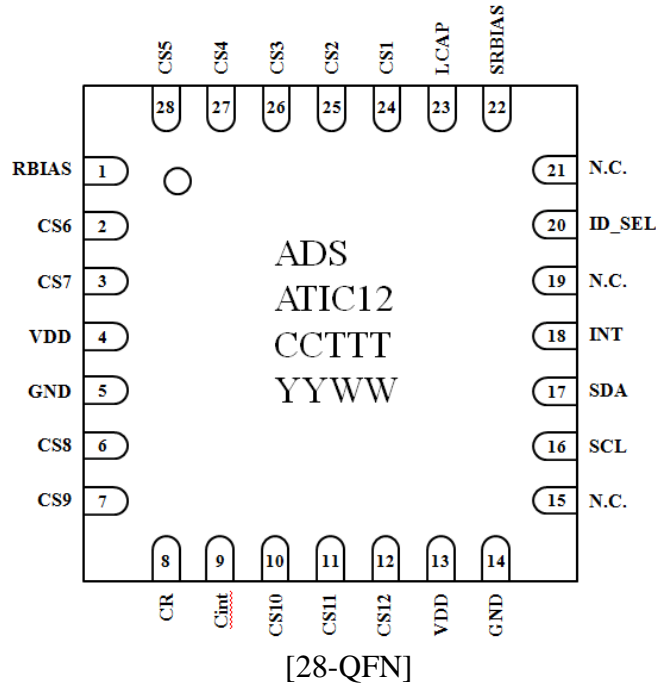 CS5 CS4 CS3 CS2 CS1 LCAP SRBIAS
28 27 26 25 24 23 22
RBIAS 1 21 N.C.
CS6 2 20 ID_SEL
CS7 3 19 N.C.
VDD 4 18 INT
GND 5 17 SDA
CS8 6 16 SCL
CS9 7 15 N.C.
ADS
ATIC12
CCTTT
YYWW
8 9 10 11 12 13 14
CR Cint CS10 CS11 CS12 VDD GND
[28-QFN]